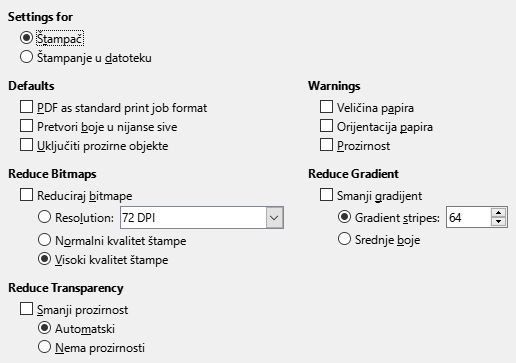 Settings for
Štampač
Štampanje u datoteku
Defaults
PDF as standard print job format
Pretvori boje u nijanse sive
Uključiti prozirne objekte
Warnings
Veličina papira
Orijentacija papira
Prozirnost
Reduce Bitmaps
Reduciraj bitmape
Resolution: 72 DPI
Normalni kvalitet štampe
Visoki kvalitet štampe
Reduce Gradient
Smanji gradijent
Gradient stripes: 64
Srednje boje
Reduce Transparency
Smanji prozirnost
Automatski
Nema prozirnosti